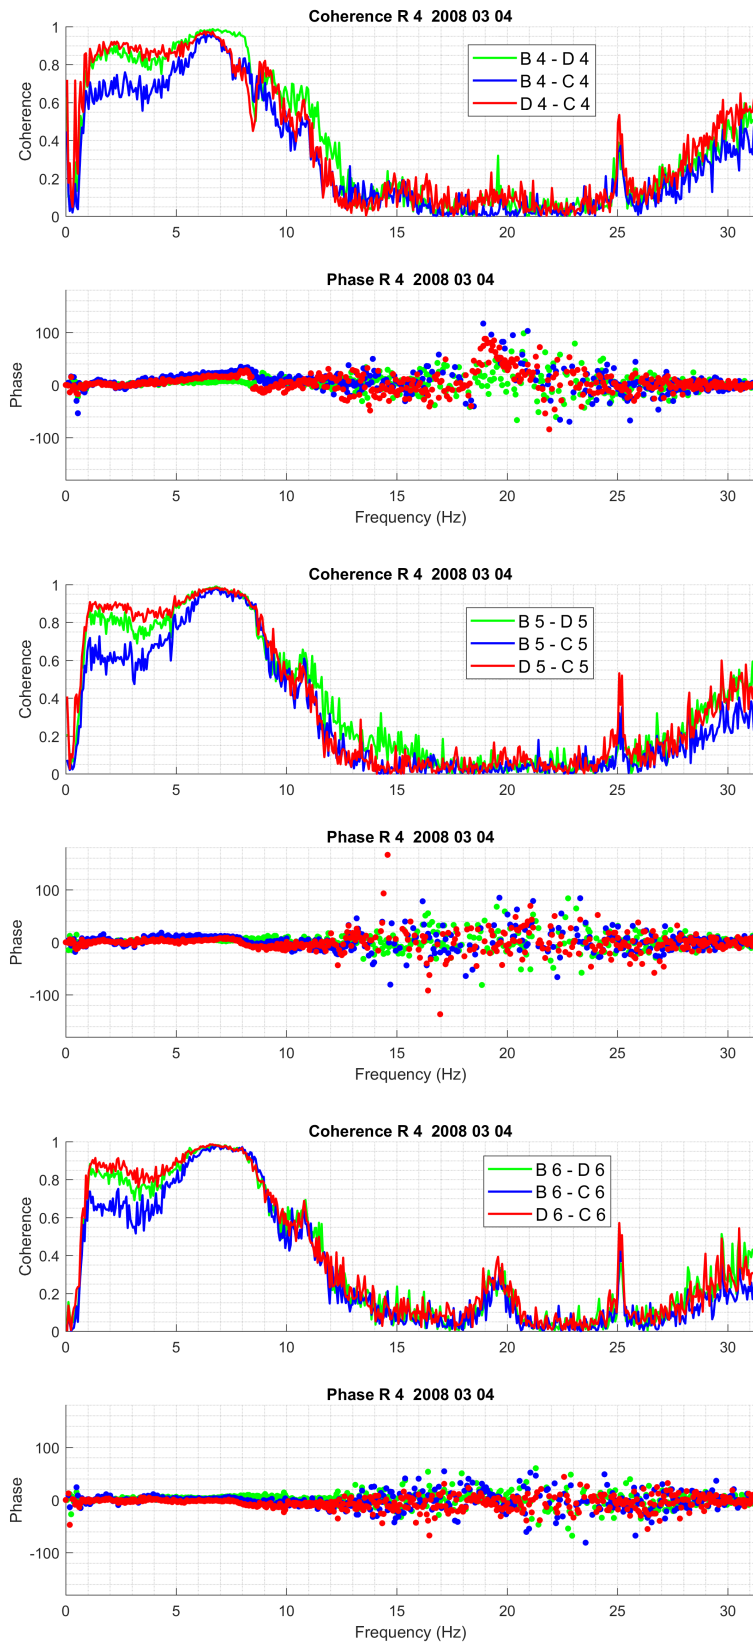 Coherence R 4  2008 03 04
Coherence
1
0.8
0.6
0.4
0.2
0
B 4 - D 4
B 4 - C 4
D 4 - C 4
0 5 10 15 20 25 30
Phase R 4  2008 03 04
Phase
100
0
-100
0 5 10 15 20 25 30
Frequency (Hz)
Coherence R 4  2008 03 04
Coherence
1
0.8
0.6
0.4
0.2
0
B 5 - D 5
B 5 - C 5
D 5 - C 5
0 5 10 15 20 25 30
Phase R 4  2008 03 04
Phase
100
0
-100
0 5 10 15 20 25 30
Frequency (Hz)
Coherence R 4  2008 03 04
Coherence
1
0.8
0.6
0.4
0.2
0
B 6 - D 6
B 6 - C 6
D 6 - C 6
0 5 10 15 20 25 30
Phase R 4  2008 03 04
Phase
100
0
-100
0 5 10 15 20 25 30
Frequency (Hz)